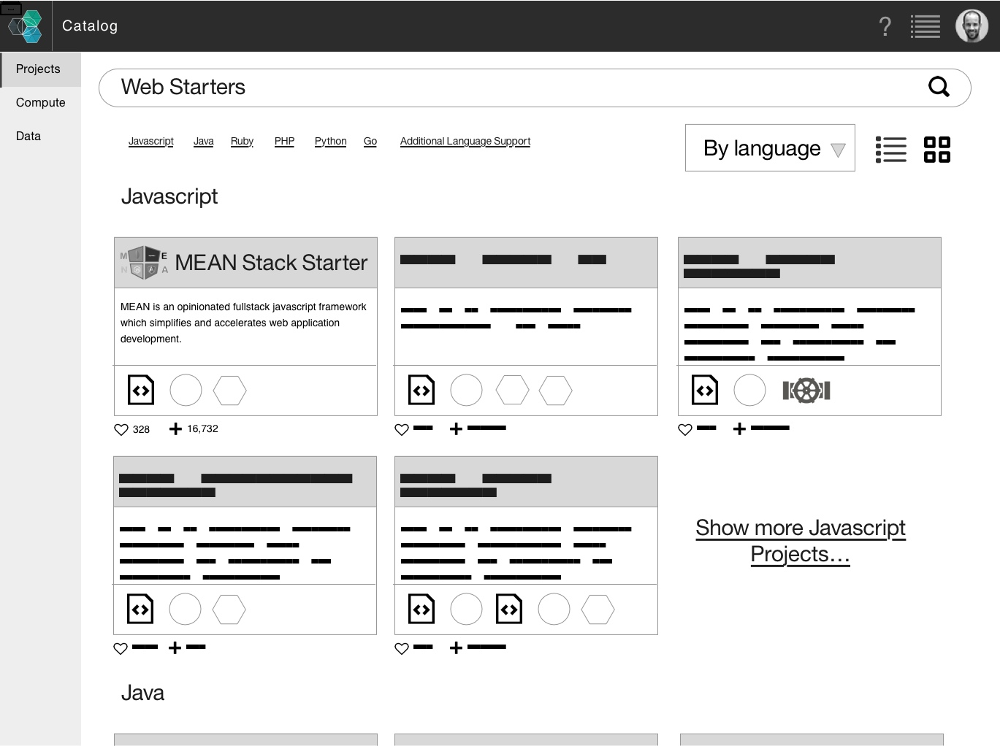 Catalog
?
Projects
Compute
Data
Web Starters
Javascript Java Ruby PHP Python Go Additional Language Support
By language
Javascript
M E N A
MEAN Stack Starter
MEAN is an opinionated fullstack javascript framework
which simplifies and accelerates web application
development.
328 16,732
Show more Javascript
Projects...
Java